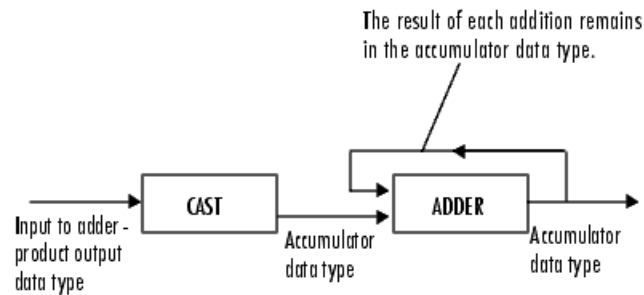 The result of each addition remains
in the accumulator data type.
CAST
ADDER
Input to adder -
product output
data type
Accumulator
data type
Accumulator
data type